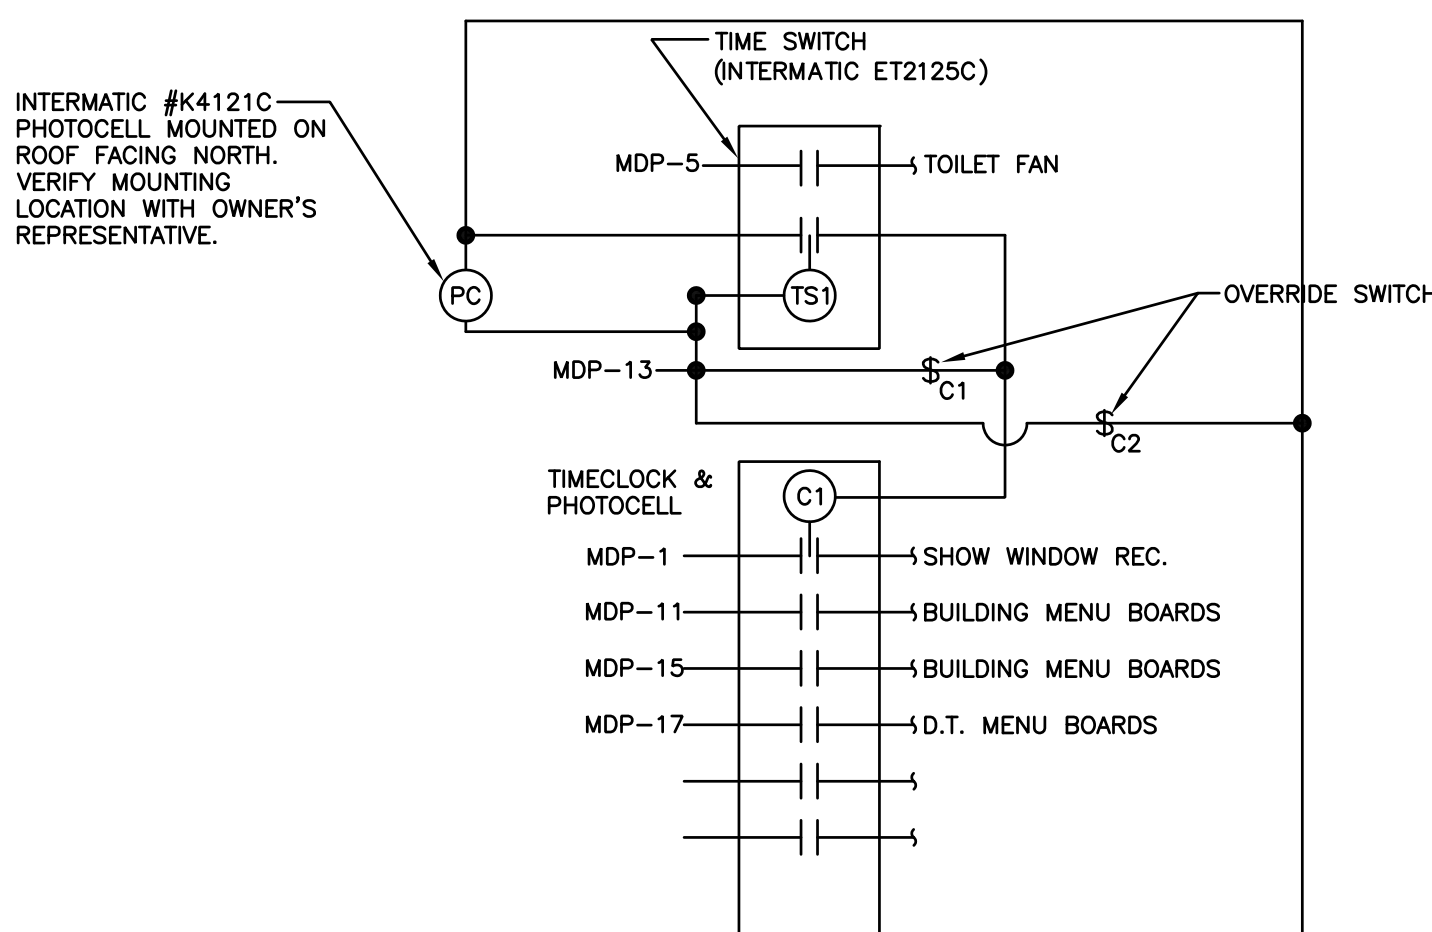 TIME SWITCH
(INTERMATIC ET2125C)
INTERMATIC #K4121C
PHOTOCELL MOUNTED ON
ROOF FACING NORTH.
VERIFY MOUNTING
LOCATION WITH OWNER'S
REPRESENTATIVE.
MDP-5
TOILET FAN
PC
TS1
OVERRIDE SWITCH
MDP-13
$
C1
$
C2
TIMECLOCK &
PHOTOCELL
C1
MDP-1
SHOW WINDOW REC.
MDP-11
BUILDING MENU BOARDS
MDP-15
BUILDING MENU BOARDS
MDP-17
D.T. MENU BOARDS